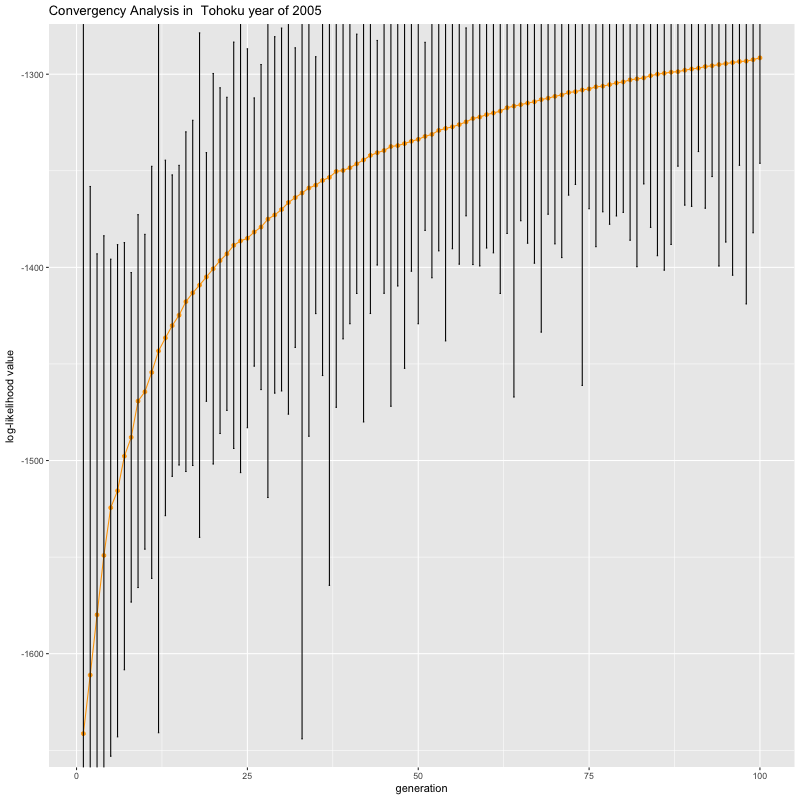 Convergency Analysis in  Tohoku year of 2005
log-likelihood value
-1300
-1400
-1500
-1600
0 25 50 75 100
generation